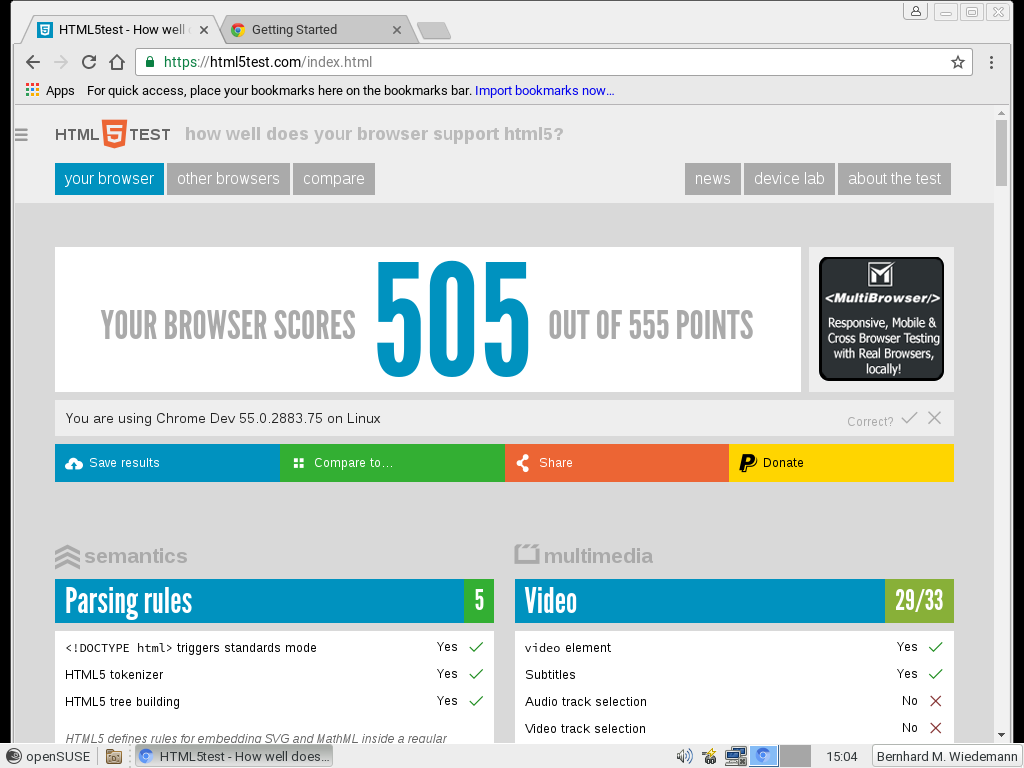 HTML5test - How well
Getting Started
https://html5test.com/index.html
Apps For quick access, place your bookmarks here on the bookmarks bar. Import bookmarks now...
HTML 5 TEST how well does your browser support html5?
your browser other browsers compare news device lab about the test
YOUR BROWSER SCORES 505 OUT OF 555 POINTS
<MultiBrowser/>
Responsive, Mobile &
Cross Browser Testing
with Real Browsers,
locally!
You are using Chrome Dev 55.0.2883.75 on Linux
Correct?
Save results Compare to... Share Donate
semantics
Parsing rules 5
<!DOCTYPE html> triggers standards mode Yes
HTML5 tokenizer Yes
HTML5 tree building Yes
HTML5 defines rules for embedding SVG and MathML inside a regular
multimedia
Video 29/33
video element Yes
Subtitles Yes
Audio track selection No
Video track selection No
openSUSE HTML5test - How well does... 15:04 Bernhard M. Wiedemann